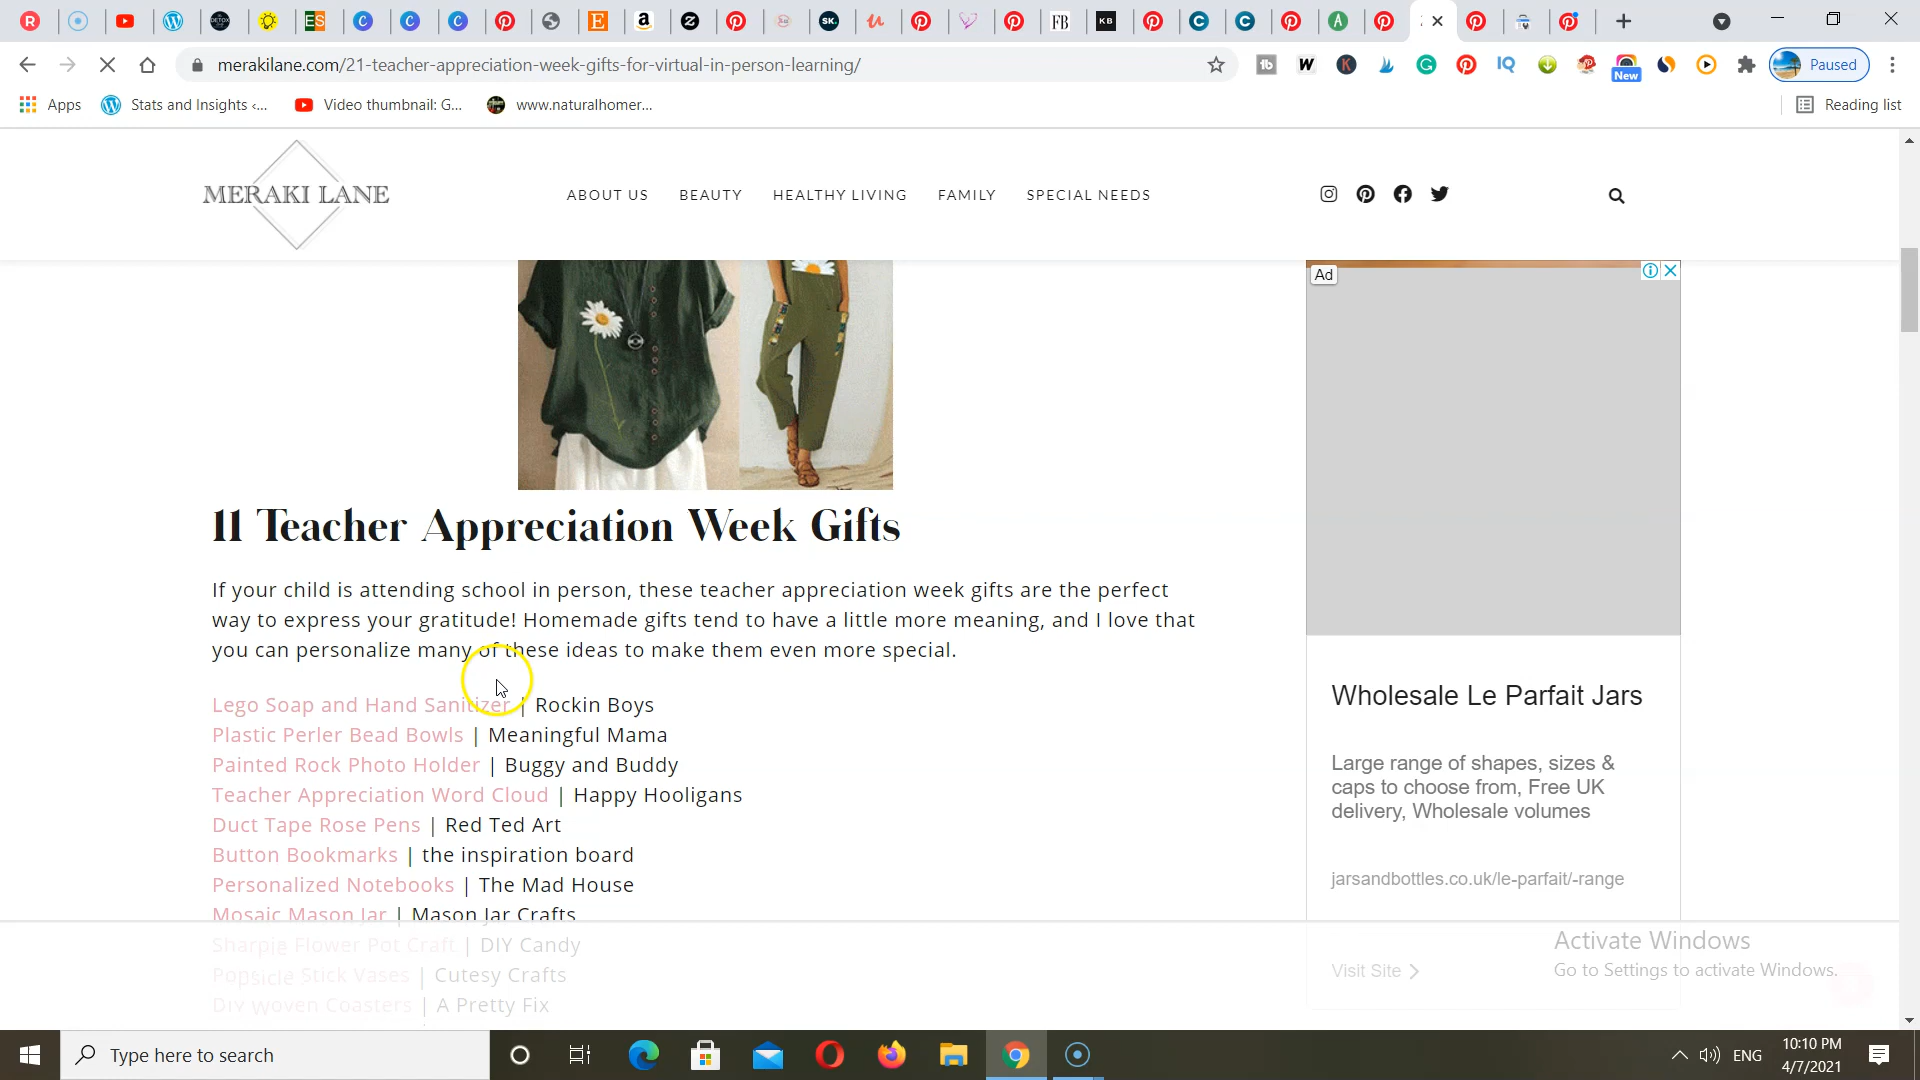 merakilane.com/21-teacher-appreciation-week-gifts-for-virtual-in-person-learning/
New
Paused
Apps
Stats and Insights ‹...
Video thumbnail: G...
www.naturalhomer...
Reading list
MERAKI LANE
ABOUT US
BEAUTY
HEALTHY LIVING
FAMILY
SPECIAL NEEDS
Ad
11 Teacher Appreciation Week Gifts
If your child is attending school in person, these teacher appreciation week gifts are the perfect
way to express your gratitude! Homemade gifts tend to have a little more meaning, and I love that
you can personalize many of these ideas to make them even more special.
Lego Soap and Hand Sanitizer | Rockin Boys
Plastic Perler Bead Bowls | Meaningful Mama
Painted Rock Photo Holder | Buggy and Buddy
Teacher Appreciation Word Cloud | Happy Hooligans
Duct Tape Rose Pens | Red Ted Art
Button Bookmarks | the inspiration board
Personalized Notebooks | The Mad House
Mosaic Mason Jar | Mason Jar Crafts
Sharpie Flower Pot Craft | DIY Candy
Popsicle Stick Vases | Cutesy Crafts
DIY Woven Coasters | A Pretty Fix
Wholesale Le Parfait Jars
Large range of shapes, sizes &
caps to choose from, Free UK
delivery, Wholesale volumes
jarsandbottles.co.uk/le-parfait/-range
Visit Site
Activate Windows
Go to Settings to activate Windows.
Type here to search
ENG
10:10 PM
4/7/2021